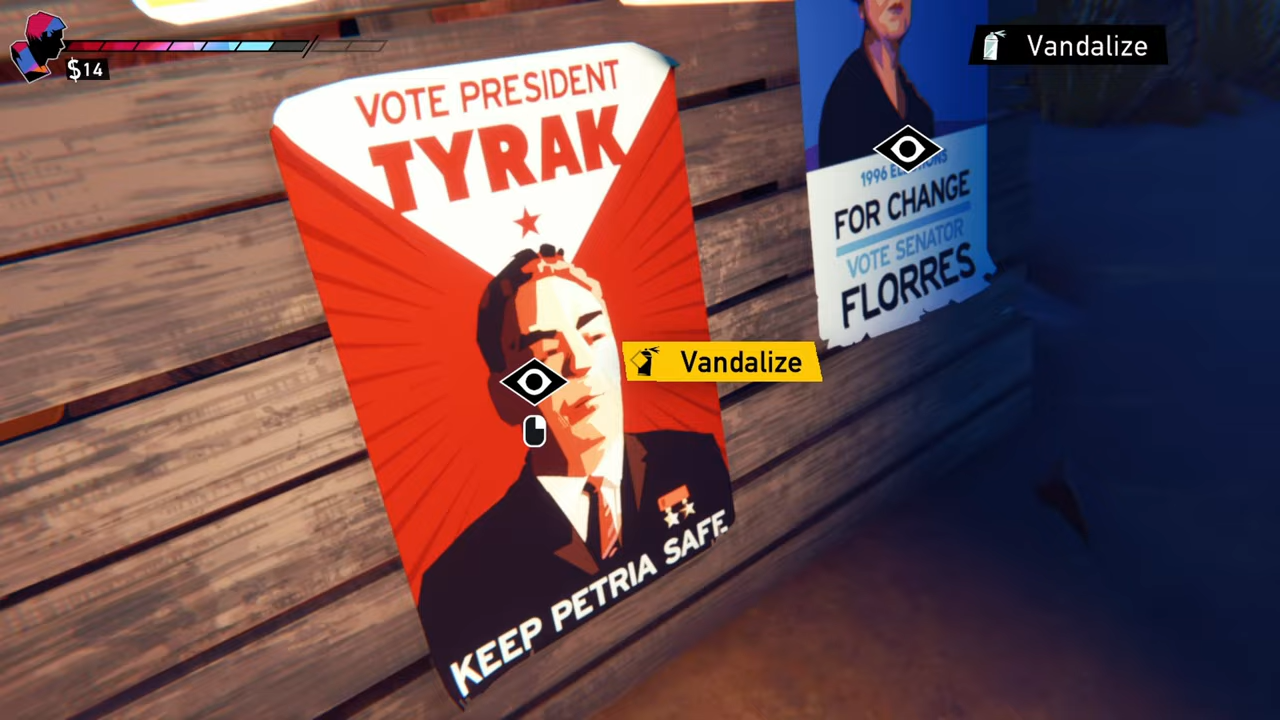 $14
Vandalize
VOTE PRESIDENT
TYRAK
KEEP PETRIA SAFE
Vandalize
1996 ELECTIONS
FOR CHANGE
VOTE SENATOR
FLORRES